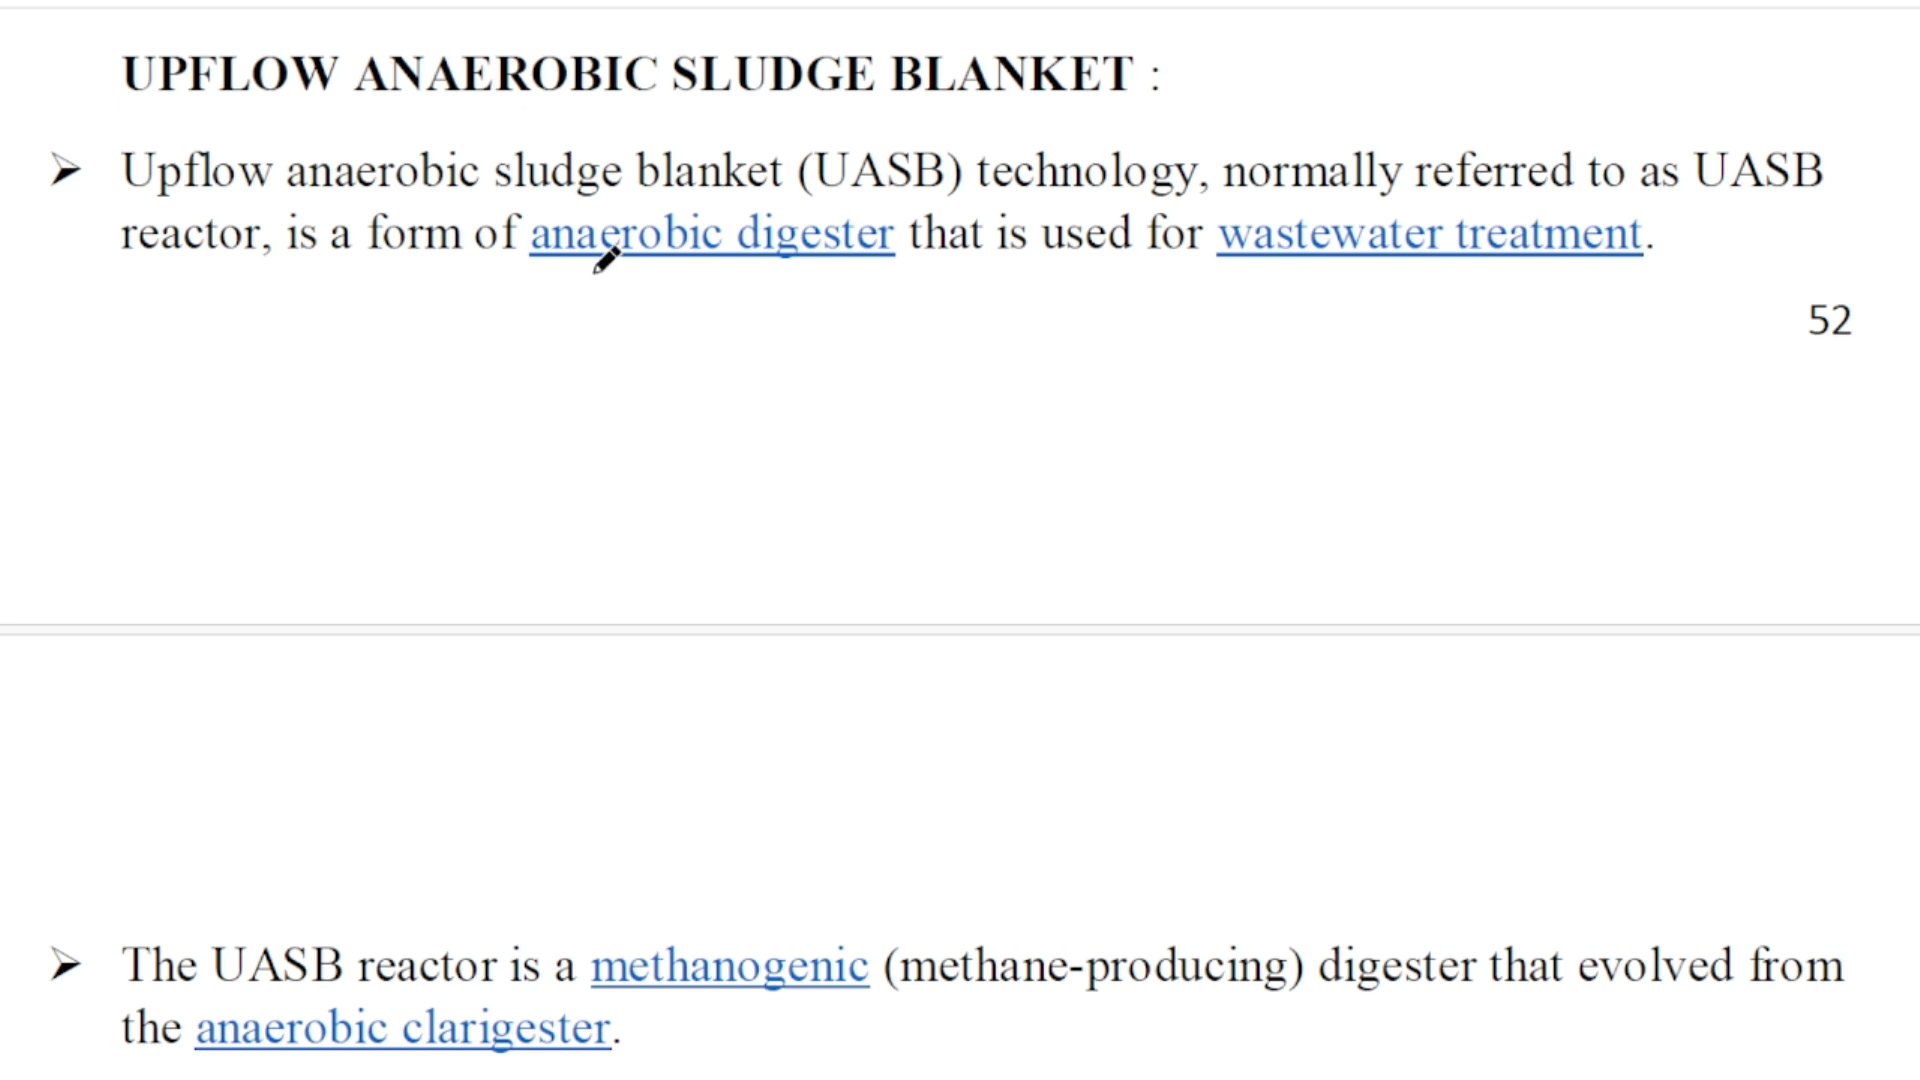 UPFLOW ANAEROBIC SLUDGE BLANKET :
➢ Upflow anaerobic sludge blanket (UASB) technology, normally referred to as UASB
reactor, is a form of anaerobic digester that is used for wastewater treatment.
52
➢ The UASB reactor is a methanogenic (methane-producing) digester that evolved from
the anaerobic clarigester.